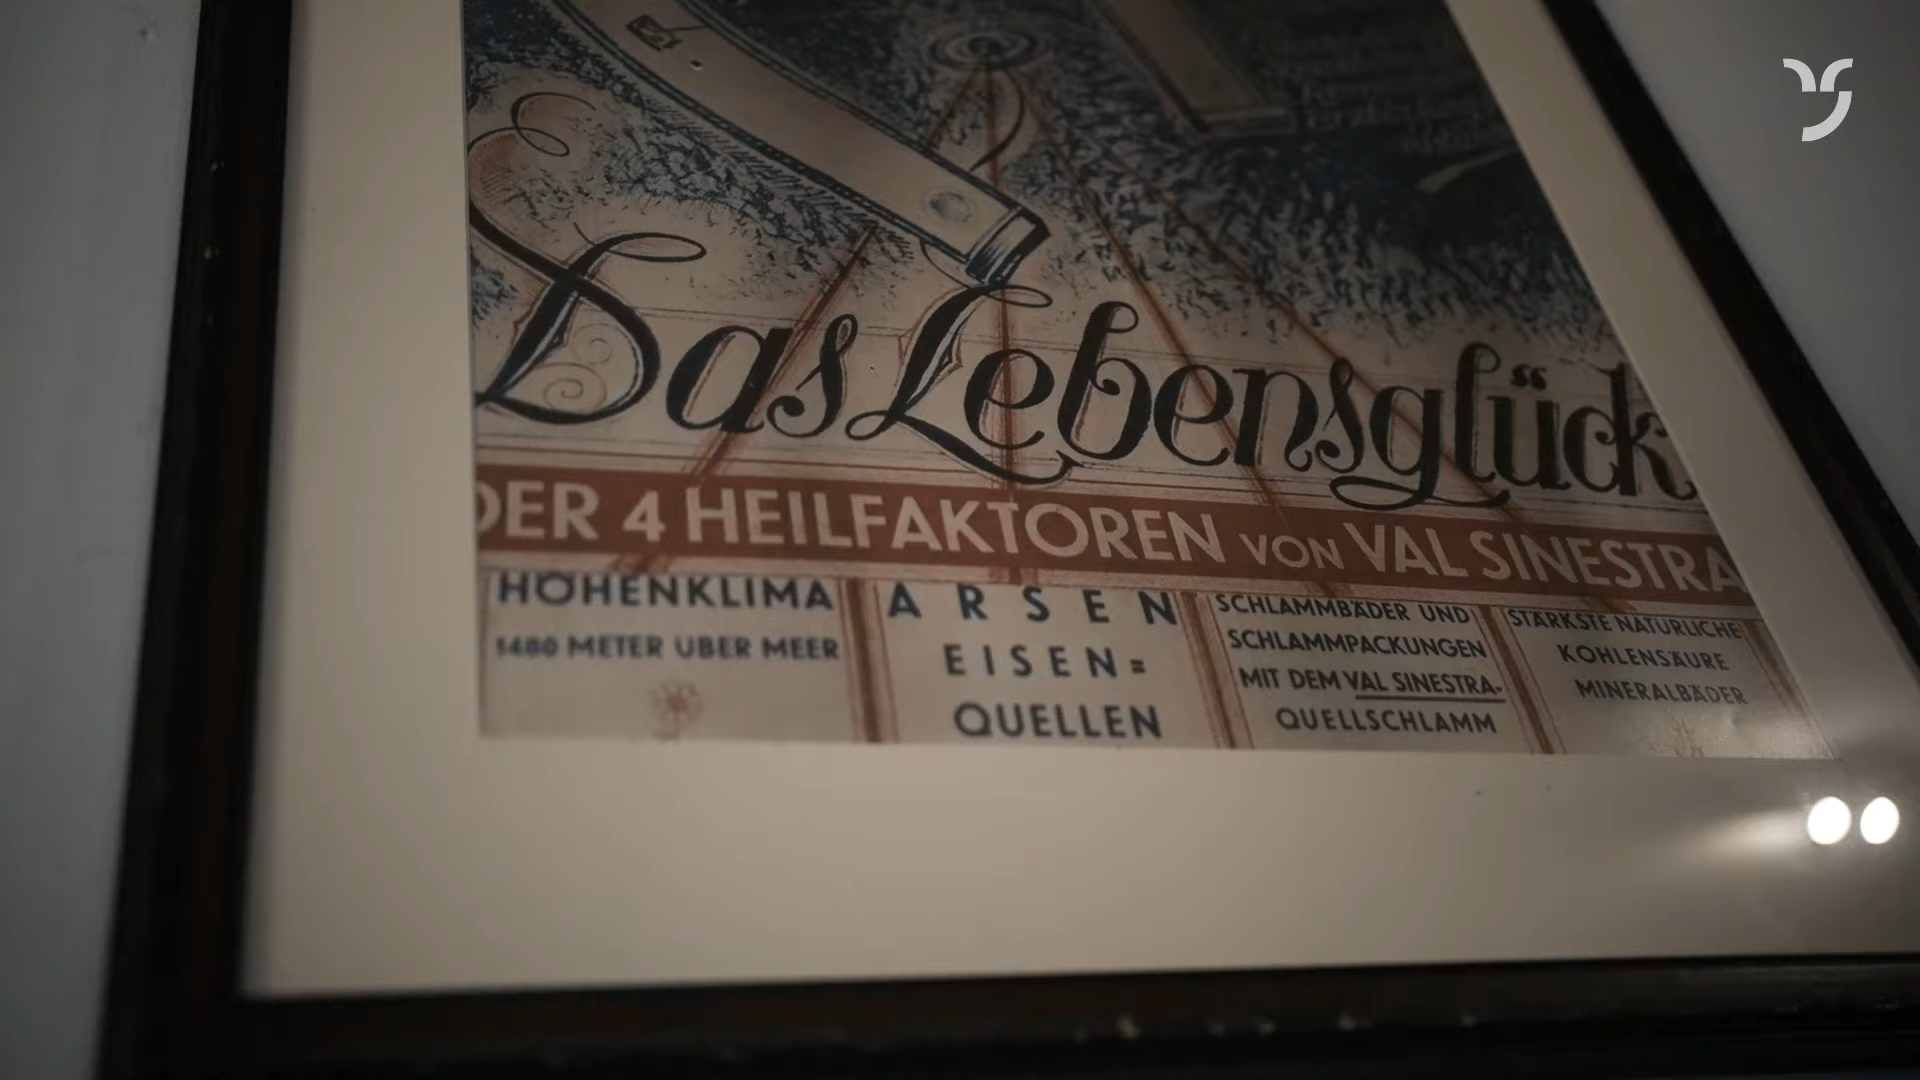 Das Lebensglück
DER 4 HEILFAKTOREN VON VAL SINESTRA
HÖHENKLIMA
1480 METER ÜBER MEER
ARSEN
EISEN=
QUELLEN
SCHLAMMBÄDER UND
SCHLAMMPACKUNGEN
MIT DEM VAL SINESTRA-
QUELLSCHLAMM
STÄRKSTE NATÜRLICHE
KOHLENSÄURE
MINERALBÄDER